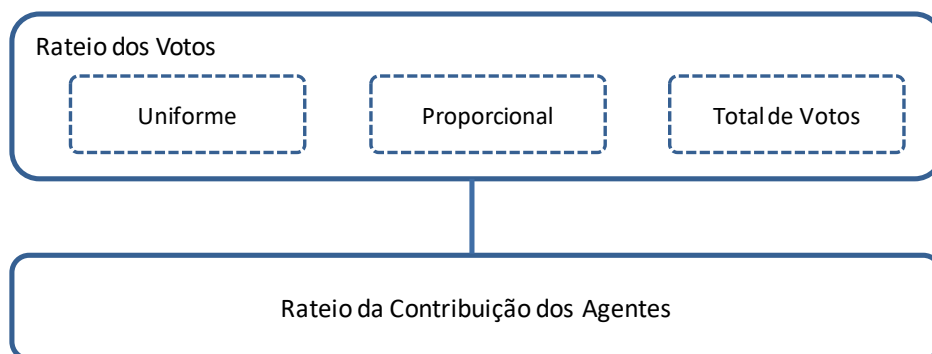 Rateio dos Votos
Uniforme
Proporcional
Total de Votos
Rateio da Contribuição dos Agentes